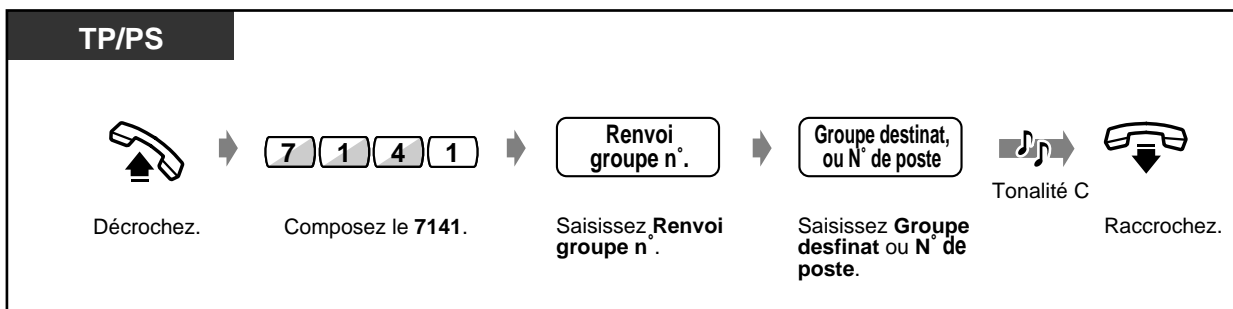 TP/PS
7 1 4 1
Renvoi
groupe n°.
Groupe destinat,
ou N° de poste
Tonalité C
Décrochez.
Composez le 7141.
Saisissez Renvoi
groupe n°.
Saisissez Groupe
desfinat ou N° de
poste.
Raccrochez.